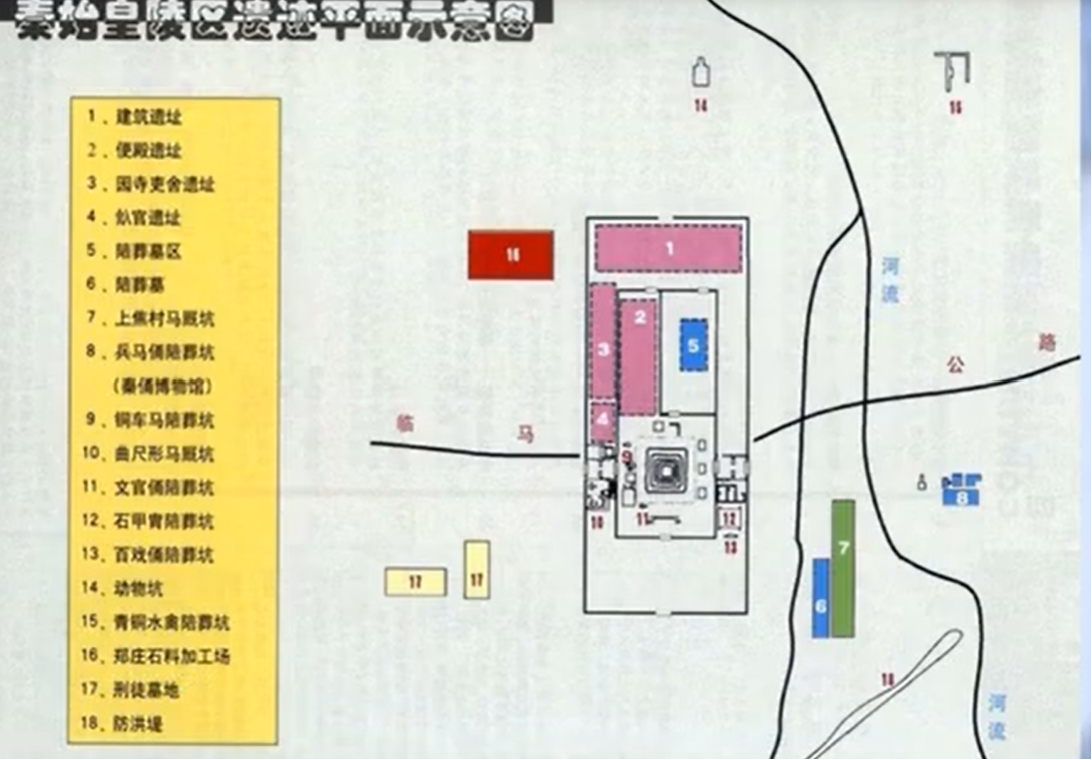 秦始皇陵区遗迹平面示意图
1、建筑遗址
2、便殿遗址
3、园寺吏舍遗址
4、飤官遗址
5、陪葬墓区
6、陪葬墓
7、上焦村马厩坑
8、兵马俑陪葬坑
(秦俑博物馆)
9、铜车马陪葬坑
10、曲尺形马厩坑
11、文官俑陪葬坑
12、石甲胄陪葬坑
13、百戏俑陪葬坑
14、动物坑
15、青铜水禽陪葬坑
16、郑庄石料加工场
17、刑徒墓地
18、防洪堤
14
15
16
1
2
3
5
4
河
流
公
路
临
马
9
10
11
12
13
8
7
6
17
17
18
河
流